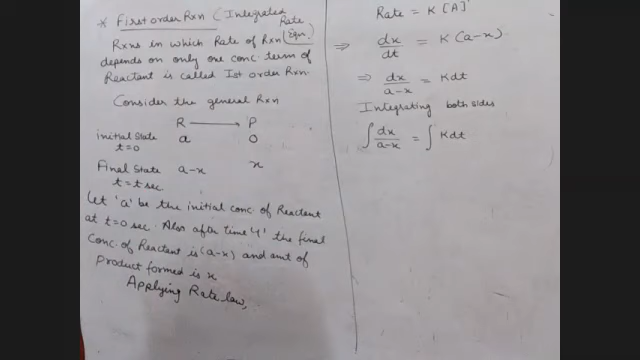 * First order Rxn (Integrated Rate Eqn.)
Rxns in which Rate of Rxn
depends on only one conc. term of
Reactant is called Ist order Rxn.
Consider the general Rxn
R ⟶ P
initial state a 0
t=0
Final State a-x x
t = t sec.
Let 'a' be the initial conc. of Reactant
at t=0 sec. Also after time 't' the final
conc. of Reactant is (a-x) and amt of
Product formed is x
Applying Rate law,
Rate = K [A]'
⇒ dx/dt = K (a-x)
⇒ dx/a-x = Kdt
Integrating both sides
∫ dx/a-x = ∫ Kdt